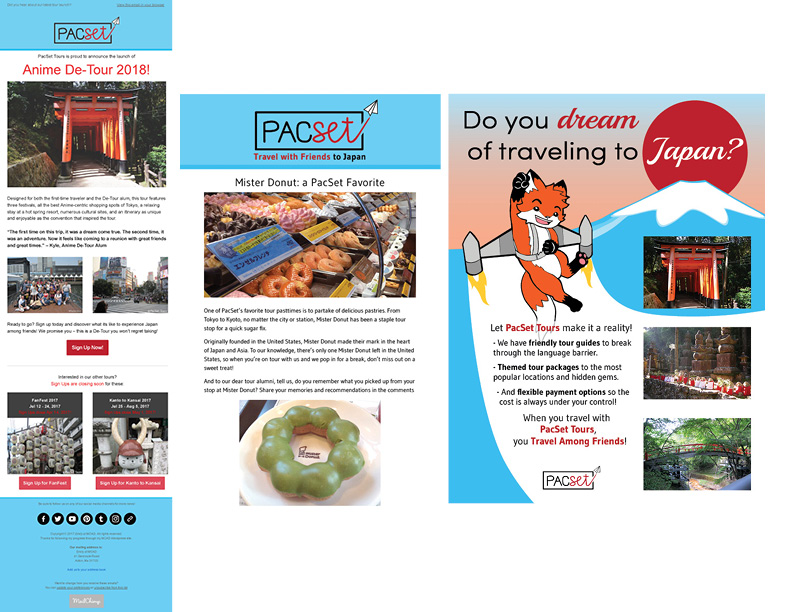 PACset
PacSet Tours is proud to announce the launch of
Anime De-Tour 2018!
Designed for both the first-time traveler and the De-Tour alum, this tour features
three festivals, all the best Anime-centric shopping spots of Tokyo, a relaxing
stay at a hot spring resort, numerous cultural sites, and an itinerary as unique
and enjoyable as the convention that inspired the tour.
"The first time on this trip, it was a dream come true. The second time, it
was an adventure. Now it feels like coming to a reunion with great friends
and great times." – Kyle, Anime De-Tour Alum
Ready to go? Sign up today and discover what its like to experience Japan
among friends! We promise you – this is a De-Tour you won't regret taking!
Sign Up Now!
Interested in our other tours?
Sign Ups are closing soon for these
FanFest 2017
Jul 12 - 24, 2017
Kanto to Kansai 2017
Jul 25 - Aug 8, 2017
Sign Up for FanFest
Sign Up for Kanto to Kansai
MailChimp
PACset
Travel with Friends to Japan
Mister Donut: a PacSet Favorite
One of PacSet's favorite tour pasttimes is to partake of delicious pastries. From
Tokyo to Kyoto, no matter the city or station, Mister Donut has been a staple tour
stop for a quick sugar fix.
Originally founded in the United States, Mister Donut made their mark in the heart
of Japan and Asia. To our knowledge, there's only one Mister Donut left in the United
States, so when you're on tour with us and we pop in for a break, don't miss out on a
sweet treat!
And to our dear tour alumni, tell us, do you remember what you picked up from your
stop at Mister Donut? Share your memories and recommendations in the comments
Do you dream
of traveling to Japan?
Let PacSet Tours make it a reality!
- We have friendly tour guides to break
through the language barrier.
- Themed tour packages to the most
popular locations and hidden gems.
- And flexible payment options so the
cost is always under your control!
When you travel with
PacSet Tours,
you Travel Among Friends!
PACset